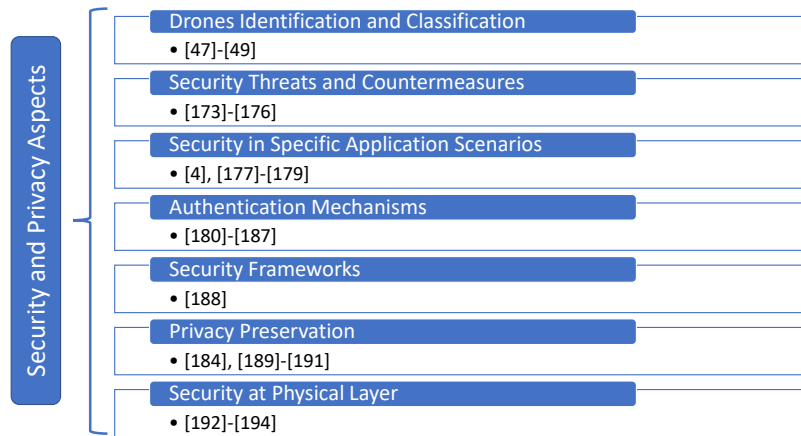 Security and Privacy Aspects
Drones Identification and Classification
• [47]-[49]
Security Threats and Countermeasures
• [173]-[176]
Security in Specific Application Scenarios
• [4], [177]-[179]
Authentication Mechanisms
• [180]-[187]
Security Frameworks
• [188]
Privacy Preservation
• [184], [189]-[191]
Security at Physical Layer
• [192]-[194]